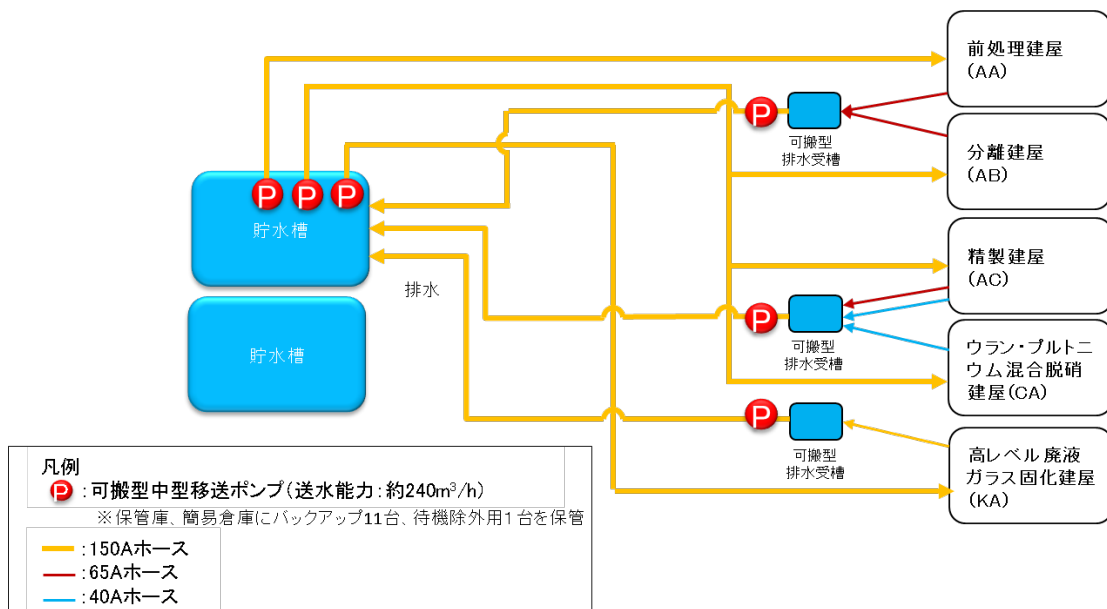 前処理建屋
(AA)
P
可搬型
排水受槽
分離建屋
(AB)
P P P
貯水槽
精製建屋
(AC)
排水
P
可搬型
排水受槽
貯水槽
ウラン・プルトニ
ウム混合脱硝
建屋(CA)
P
可搬型
排水受槽
高レベル廃液
ガラス固化建屋
(KA)
凡例
P :可搬型中型移送ポンプ(送水能力:約240m³/h)
※保管庫、簡易倉庫にバックアップ11台、待機除外用1台を保管
:150Aホース
:65Aホース
:40Aホース